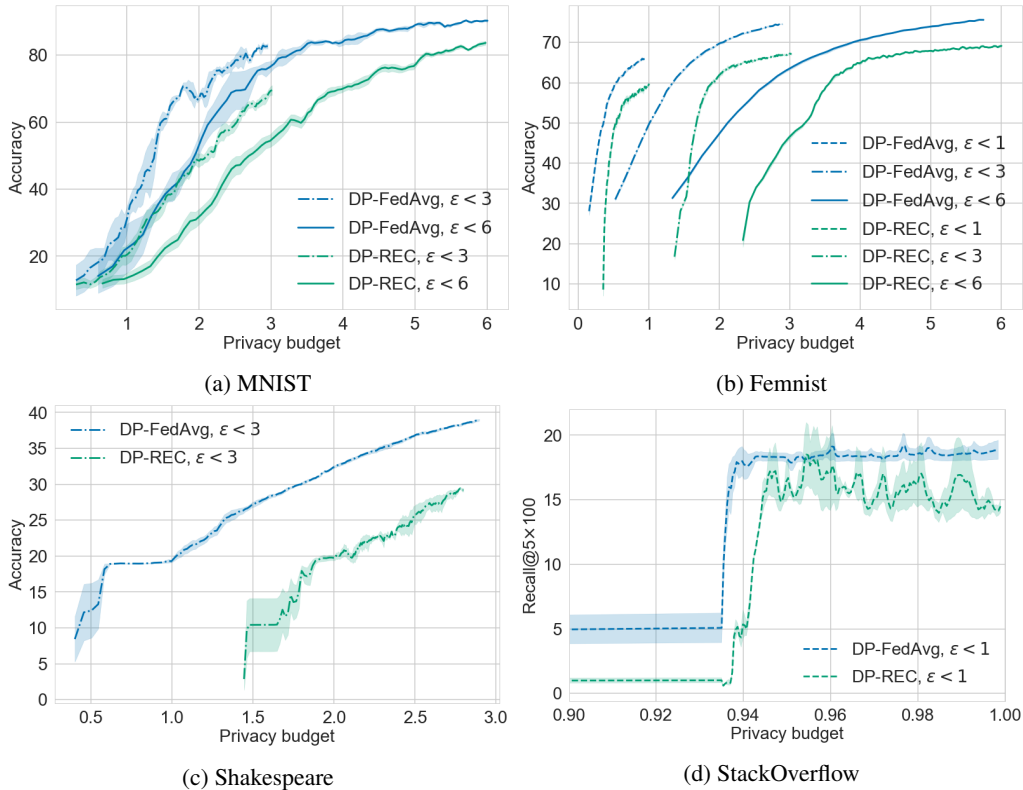 80
60
40
20
Accuracy
DP-FedAvg, ε < 3
DP-FedAvg, ε < 6
DP-REC, ε < 3
DP-REC, ε < 6
1 2 3 4 5 6
Privacy budget
(a) MNIST
70
60
50
40
30
20
10
Accuracy
DP-FedAvg, ε < 1
DP-FedAvg, ε < 3
DP-FedAvg, ε < 6
DP-REC, ε < 1
DP-REC, ε < 3
DP-REC, ε < 6
0 1 2 3 4 5 6
Privacy budget
(b) Femnist
40
35
30
25
20
15
10
5
0
Accuracy
DP-FedAvg, ε < 3
DP-REC, ε < 3
0.5 1.0 1.5 2.0 2.5 3.0
Privacy budget
(c) Shakespeare
20
15
10
5
0
Recall@5×100
DP-FedAvg, ε < 1
DP-REC, ε < 1
0.90 0.92 0.94 0.96 0.98 1.00
Privacy budget
(d) StackOverflow